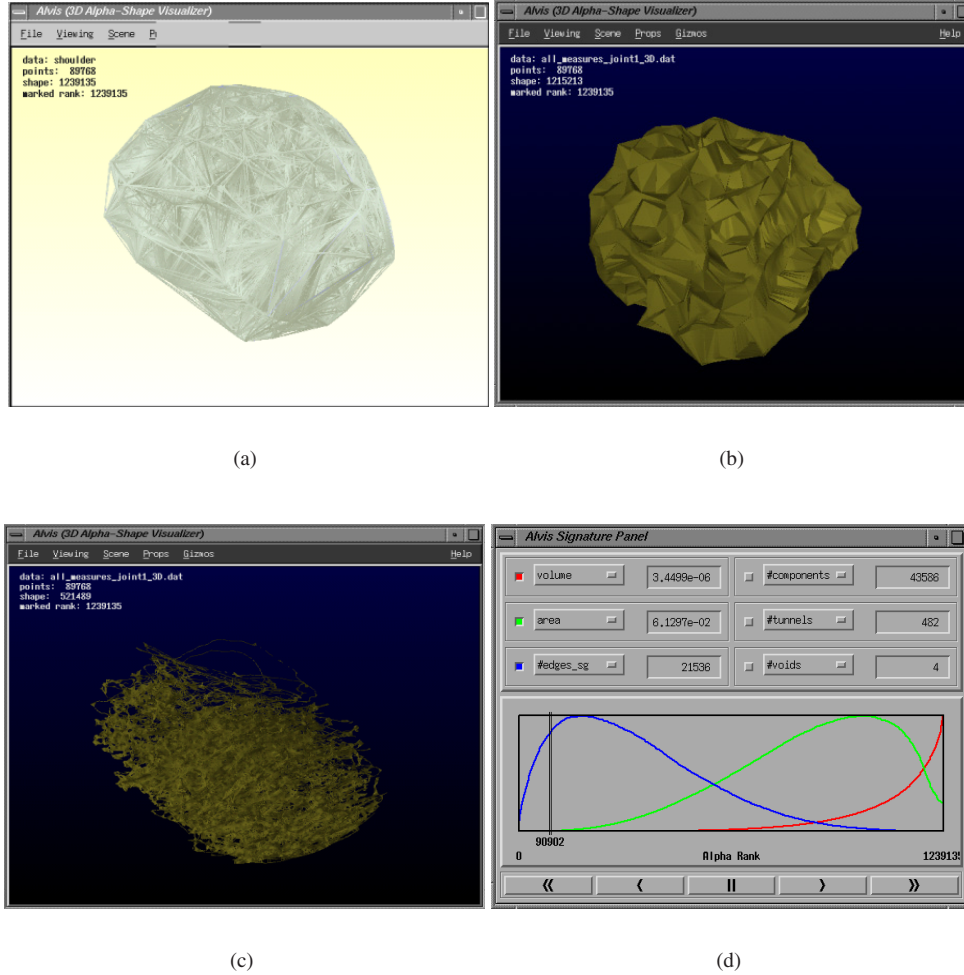 Alvis (3D Alpha-Shape Visualizer)
File Viewing Scene
data: shoulder
points: 89768
shape: 1239135
marked rank: 1239135
(a)
Alvis (3D Alpha-Shape Visualizer)
File Viewing Scene Props Gizmos Help
data: all_measures_joint1_3D.dat
points: 89768
shape: 1215213
marked rank: 1239135
(b)
Alvis (3D Alpha-Shape Visualizer)
File Viewing Scene Props Gizmos Help
data: all_measures_joint1_3D.dat
points: 89768
shape: 521489
marked rank: 1239135
(c)
Alvis Signature Panel
volume 3.4499e-06 #components 43586
area 6.1297e-02 #tunnels 482
#edges_sg 21536 #voids 4
90902
0 Alpha Rank 1239135
« ‹ II › »
(d)